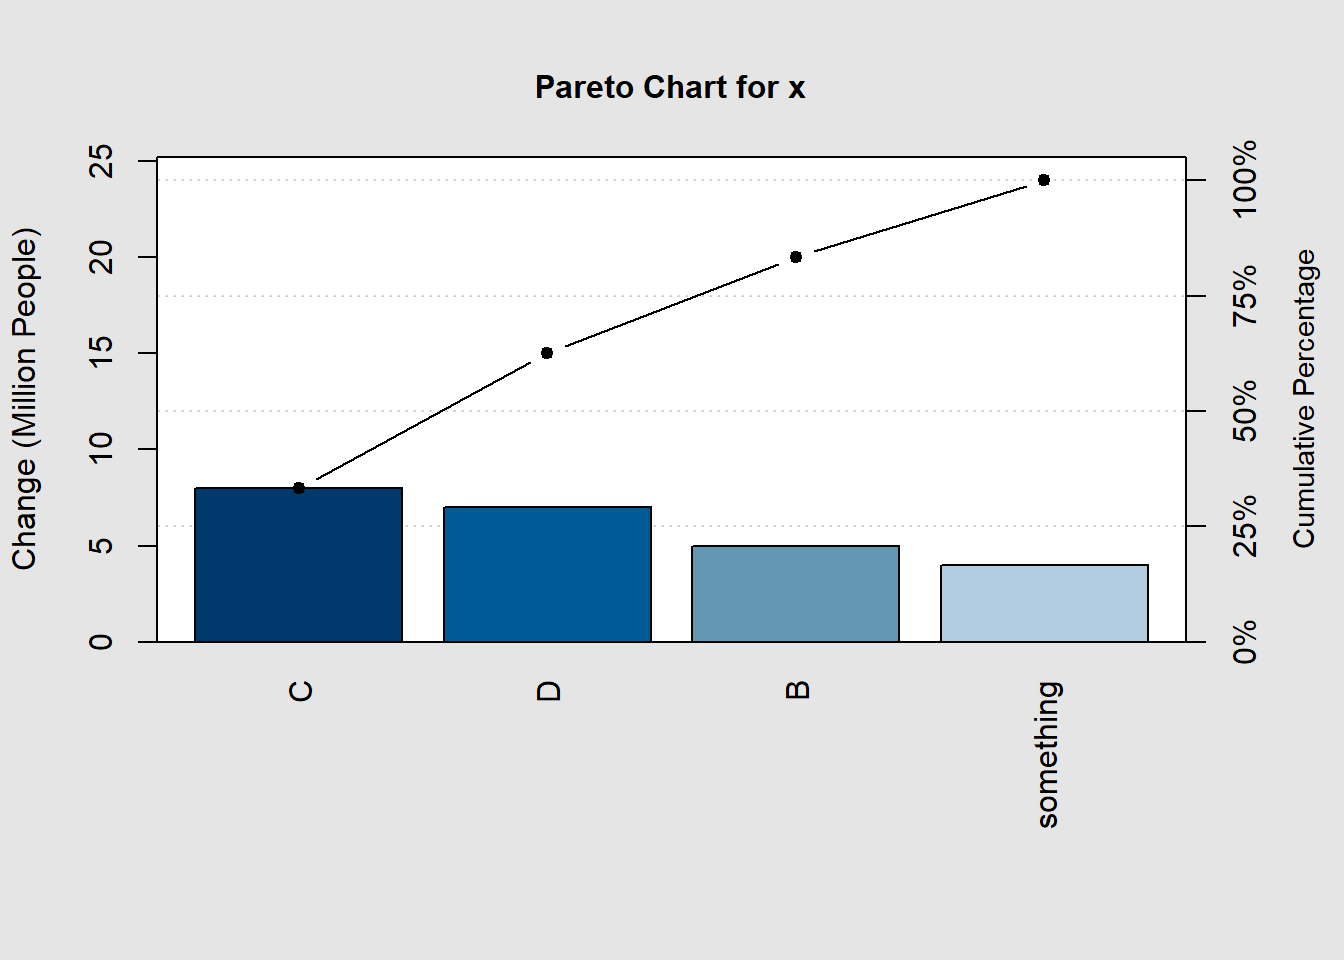 Pareto Chart for x
Change (Million People)
25
20
15
10
5
0
100%
75%
50%
25%
0%
Cumulative Percentage
C
D
B
something